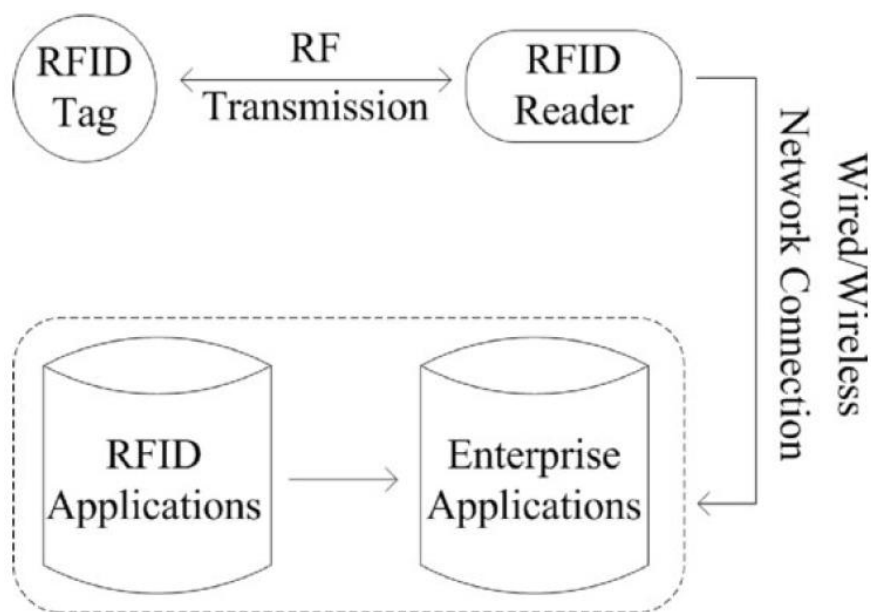 RFID
Tag
RF
Transmission
RFID
Reader
Wired/Wireless
Network Connection
RFID
Applications
Enterprise
Applications